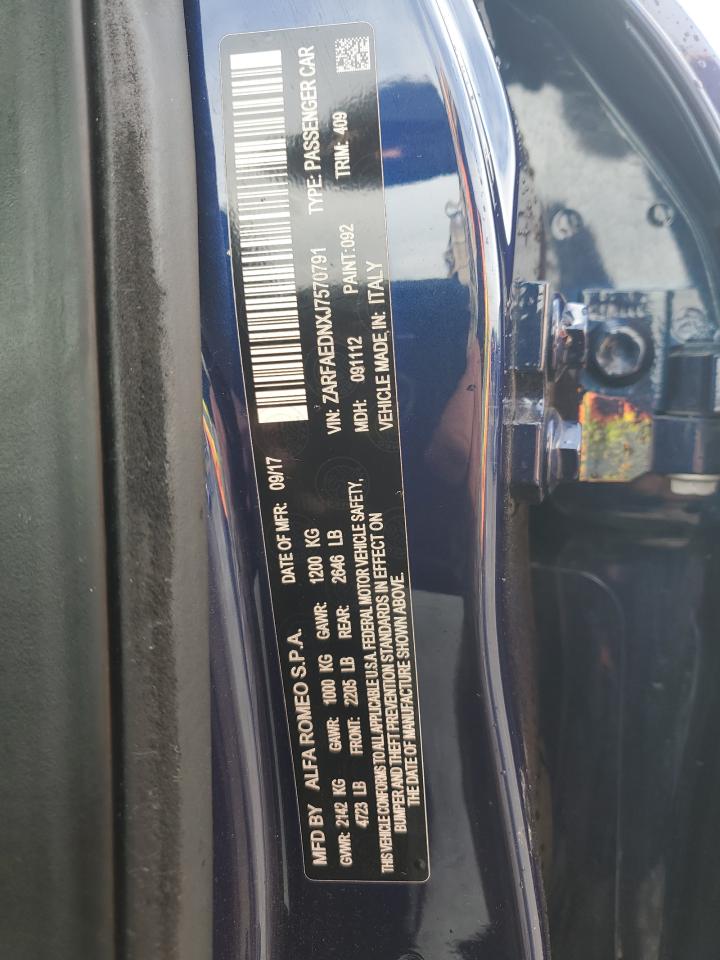 MFD BY ALFA ROMEO S.P.A. DATE OF MFR: 09/17
GVWR: 2142 KG GAWR: 1000 KG GAWR: 1200 KG
4723 LB FRONT: 2205 LB REAR: 2646 LB
THIS VEHICLE CONFORMS TO ALL APPLICABLE U.S.A. FEDERAL MOTOR VEHICLE SAFETY,
BUMPER AND THEFT PREVENTION STANDARDS IN EFFECT ON
THE DATE OF MANUFACTURE SHOWN ABOVE.
VIN: ZARFAEDNXJ7570791 TYPE: PASSENGER CAR
MDH: 091112 PAINT: 092 TRIM: 409
VEHICLE MADE IN: ITALY